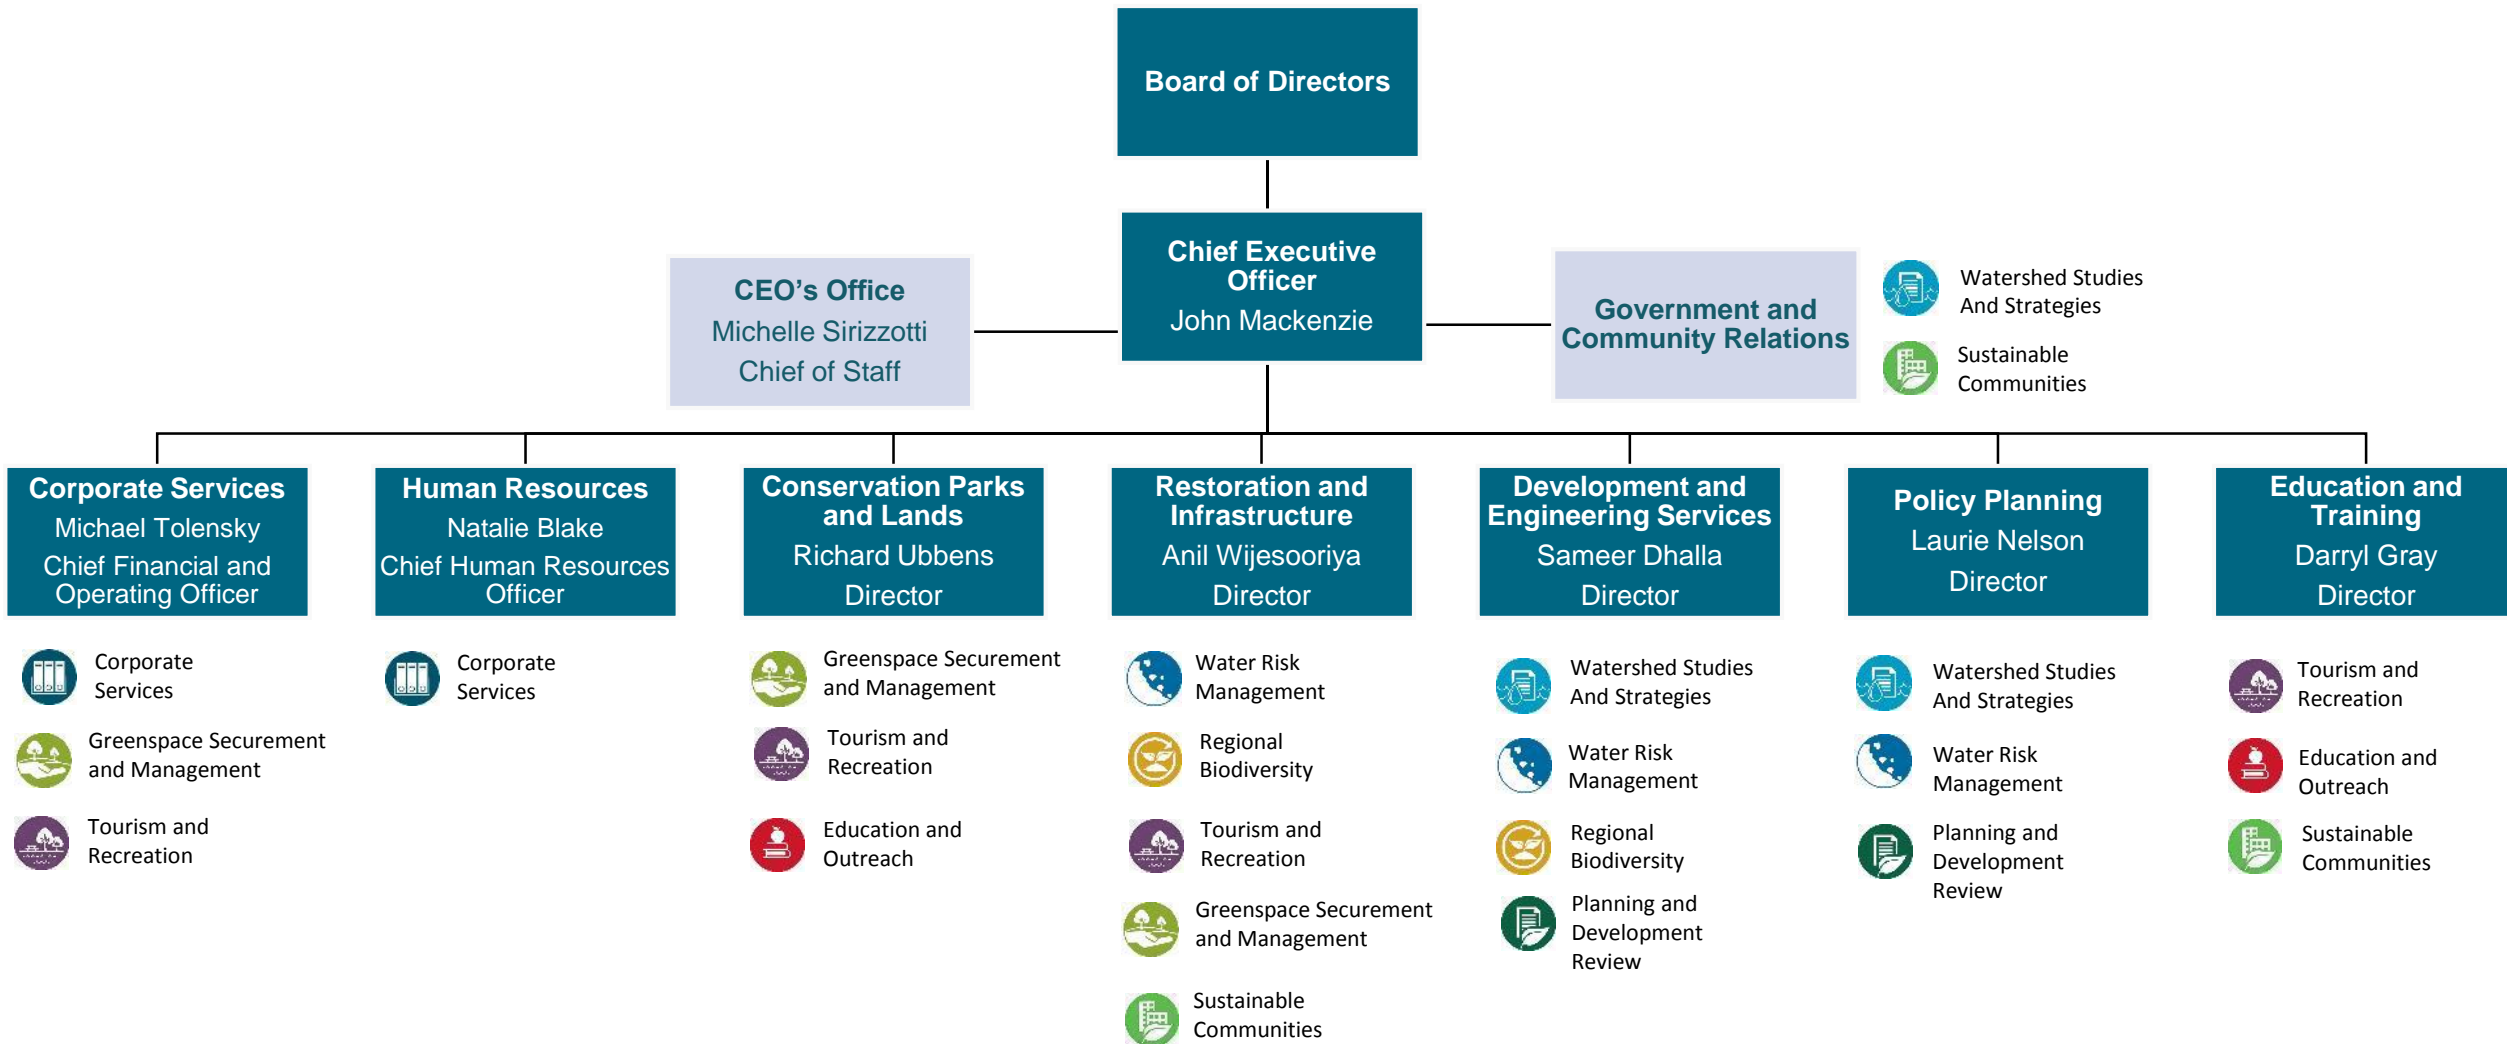 Board of Directors
Chief Executive
Officer
John Mackenzie
CEO’s Office
Michelle Sirizzotti
Chief of Staff
Government and
Community Relations
Watershed Studies
And Strategies
Sustainable
Communities
Corporate Services
Michael Tolensky
Chief Financial and
Operating Officer
Corporate
Services
Greenspace Securement
and Management
Tourism and
Recreation
Human Resources
Natalie Blake
Chief Human Resources
Officer
Corporate
Services
Conservation Parks
and Lands
Richard Ubbens
Director
Greenspace Securement
and Management
Tourism and
Recreation
Education and
Outreach
Restoration and
Infrastructure
Anil Wijesooriya
Director
Water Risk
Management
Regional
Biodiversity
Tourism and
Recreation
Greenspace Securement
and Management
Sustainable
Communities
Development and
Engineering Services
Sameer Dhalla
Director
Watershed Studies
And Strategies
Water Risk
Management
Regional
Biodiversity
Planning and
Development
Review
Policy Planning
Laurie Nelson
Director
Watershed Studies
And Strategies
Water Risk
Management
Planning and
Development
Review
Education and
Training
Darryl Gray
Director
Tourism and
Recreation
Education and
Outreach
Sustainable
Communities